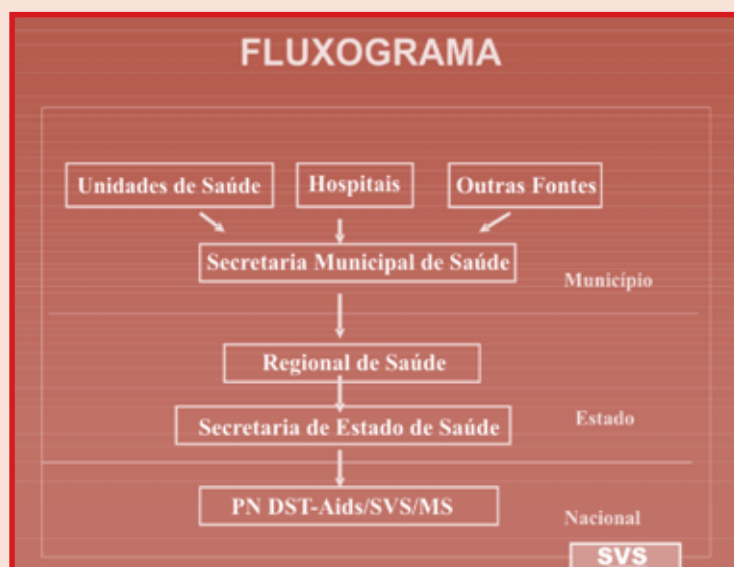 FLUXOGRAMA
Unidades de Saúde
Hospitais
Outras Fontes
Secretaria Municipal de Saúde
Município
Regional de Saúde
Secretaria de Estado de Saúde
Estado
PN DST-Aids/SVS/MS
Nacional
SVS